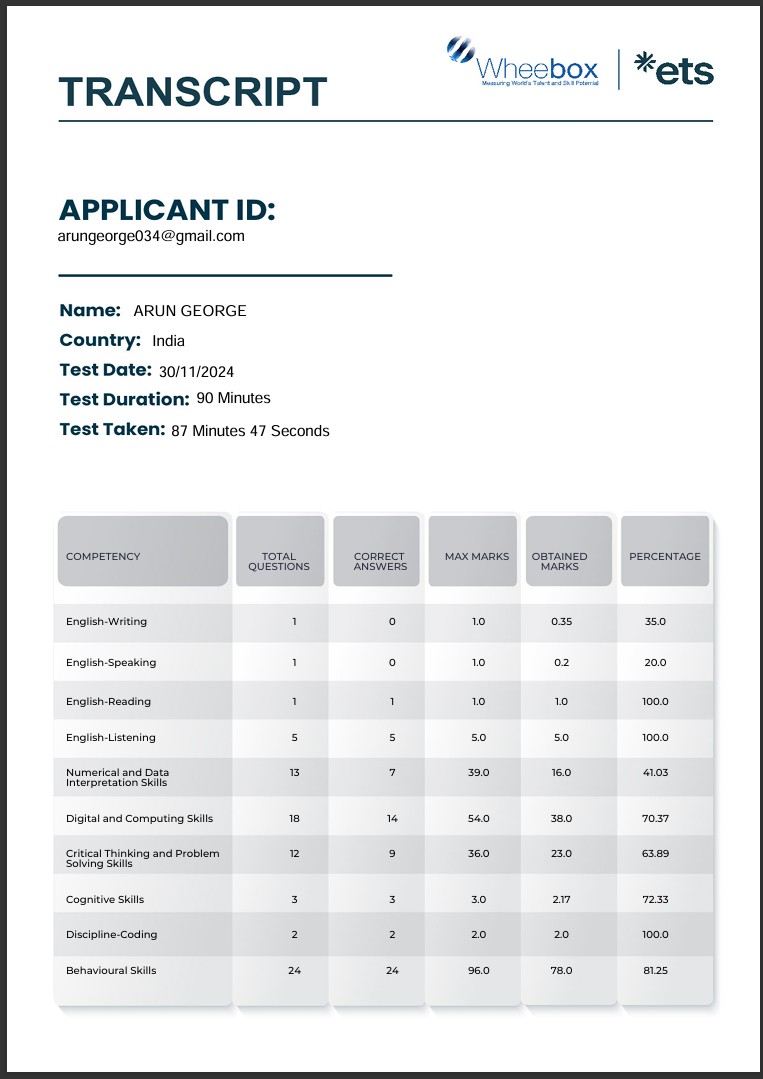 Wheebox
Measuring World's Talent and Skill Potential
ets
TRANSCRIPT
APPLICANT ID:
arungeorge034@gmail.com
Name: ARUN GEORGE
Country: India
Test Date: 30/11/2024
Test Duration: 90 Minutes
Test Taken: 87 Minutes 47 Seconds
COMPETENCY TOTAL QUESTIONS CORRECT ANSWERS MAX MARKS OBTAINED MARKS PERCENTAGE
English-Writing 1 0 1.0 0.35 35.0
English-Speaking 1 0 1.0 0.2 20.0
English-Reading 1 1 1.0 1.0 100.0
English-Listening 5 5 5.0 5.0 100.0
Numerical and Data Interpretation Skills 13 7 39.0 16.0 41.03
Digital and Computing Skills 18 14 54.0 38.0 70.37
Critical Thinking and Problem Solving Skills 12 9 36.0 23.0 63.89
Cognitive Skills 3 3 3.0 2.17 72.33
Discipline-Coding 2 2 2.0 2.0 100.0
Behavioural Skills 24 24 96.0 78.0 81.25